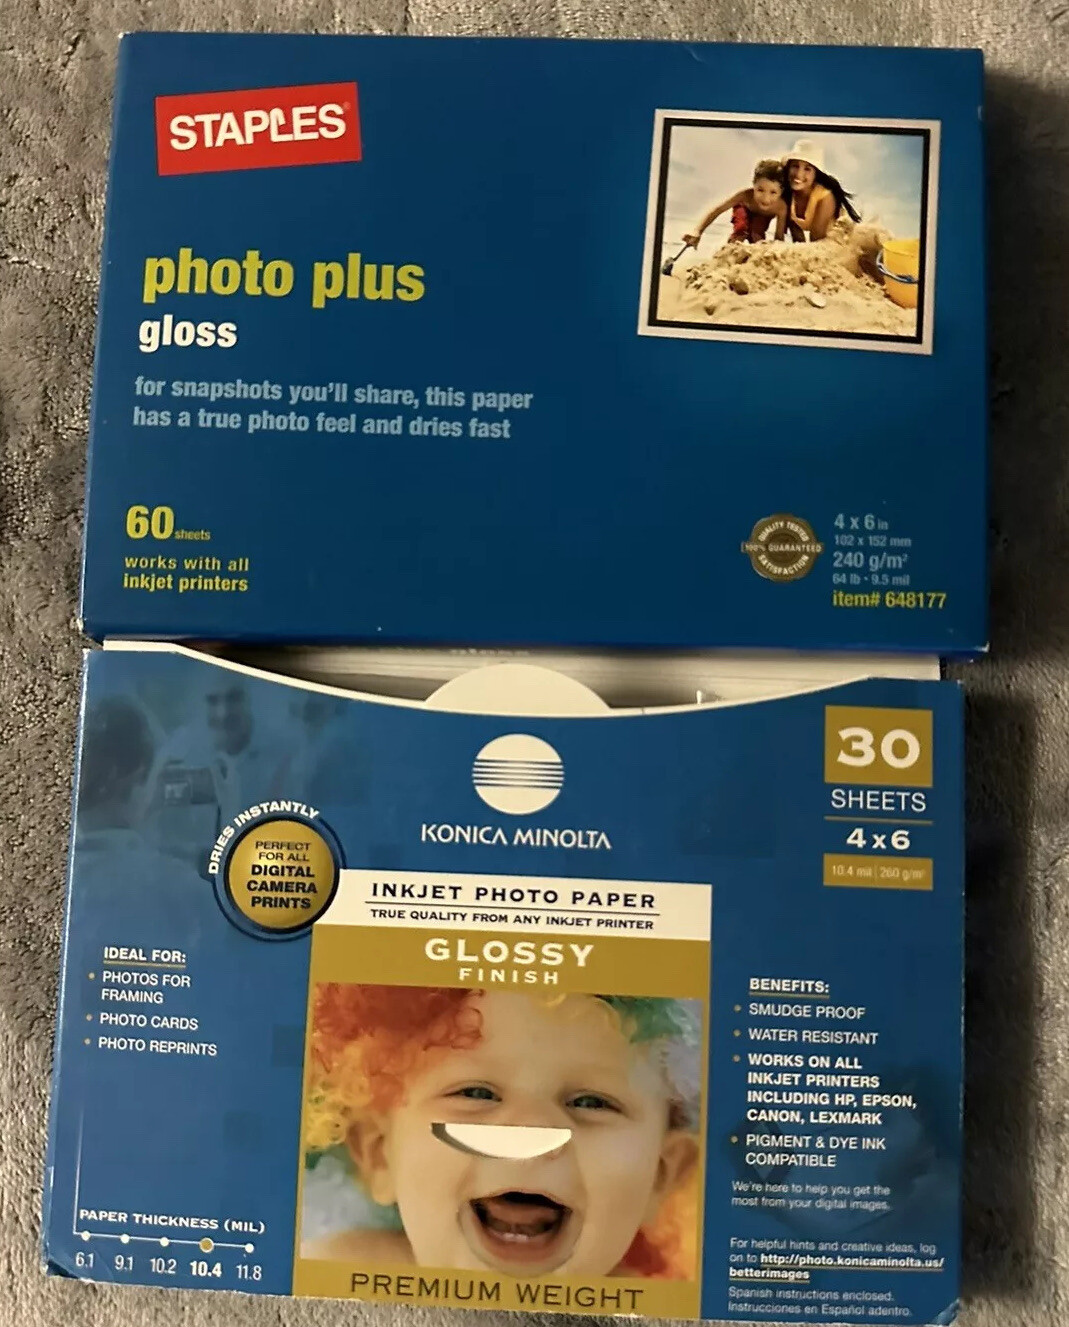 STAPLES®
photo plus
gloss
for snapshots you'll share, this paper
has a true photo feel and dries fast
60 sheets
works with all
inkjet printers
QUALITY TESTED
100% GUARANTEED
SATISFACTION
4 x 6 in
102 x 152 mm
240 g/m²
64 lb • 9.5 mil
item# 648177
KONICA MINOLTA
30
SHEETS
4 x 6
10.4 mil | 260 g/m²
DRIES INSTANTLY
PERFECT
FOR ALL
DIGITAL
CAMERA
PRINTS
INKJET PHOTO PAPER
TRUE QUALITY FROM ANY INKJET PRINTER
GLOSSY
FINISH
IDEAL FOR:
• PHOTOS FOR
FRAMING
• PHOTO CARDS
• PHOTO REPRINTS
PAPER THICKNESS (MIL)
6.1 9.1 10.2 10.4 11.8
PREMIUM WEIGHT
BENEFITS:
• SMUDGE PROOF
• WATER RESISTANT
• WORKS ON ALL
INKJET PRINTERS
INCLUDING HP, EPSON,
CANON, LEXMARK
• PIGMENT & DYE INK
COMPATIBLE
We're here to help you get the
most from your digital images.
For helpful hints and creative ideas, log
on to http://photo.konicaminolta.us/
betterimages
Spanish instructions enclosed.
Instrucciones en Español adentro.